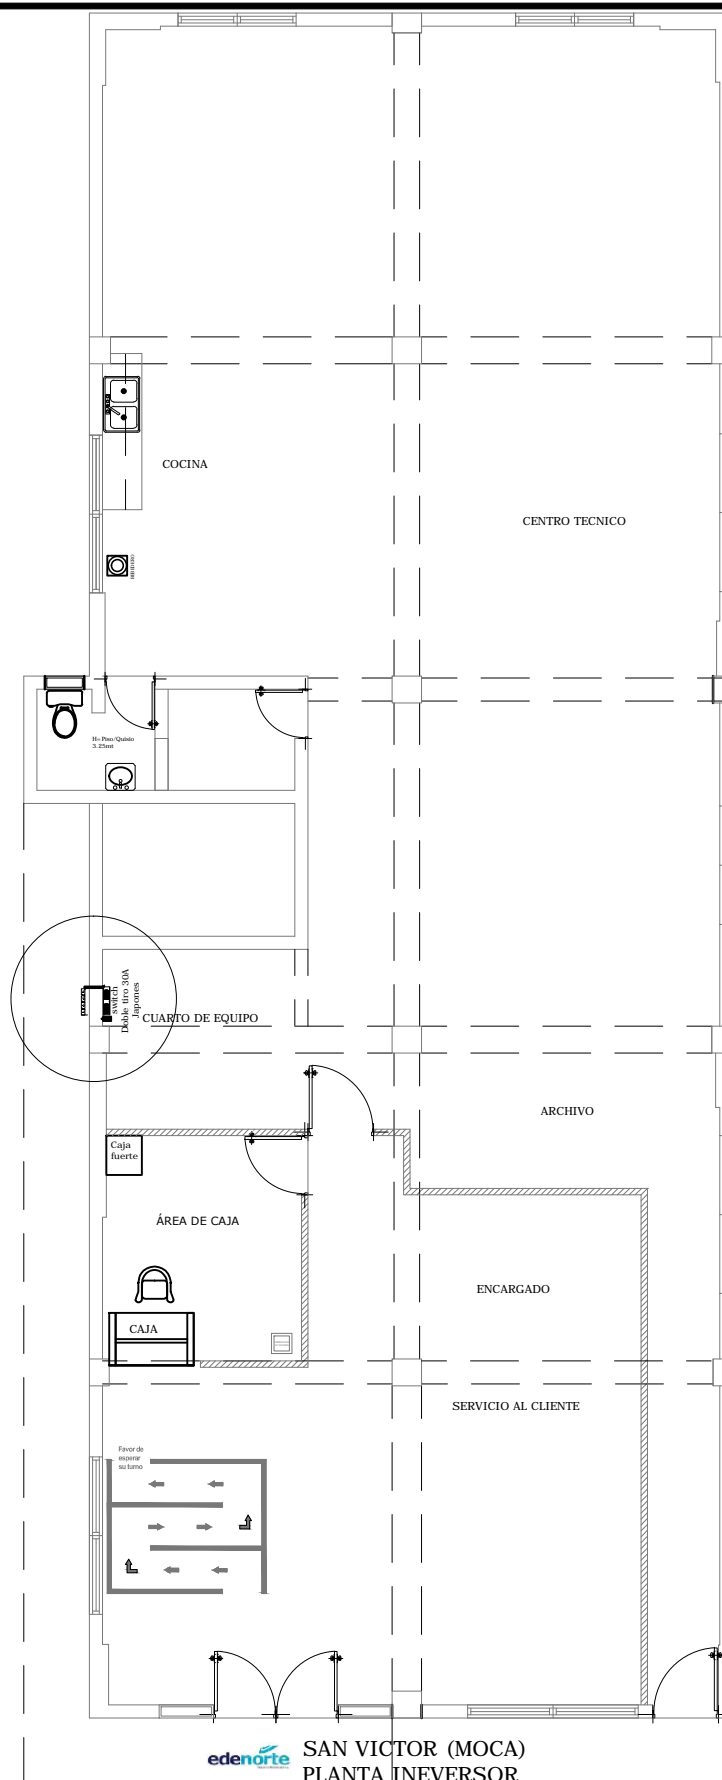 COCINA
CENTRO TECNICO
BEBEDERO
H= Piso/Quisio
3.25mt
switch
Doble tiro 30A
Japones
CUARTO DE EQUIPO
ARCHIVO
Caja
fuerte
ÁREA DE CAJA
ENCARGADO
CAJA
SERVICIO AL CLIENTE
Favor de
esperar
su turno
edenorte
SAN VICTOR (MOCA)
PLANTA INEVERSOR